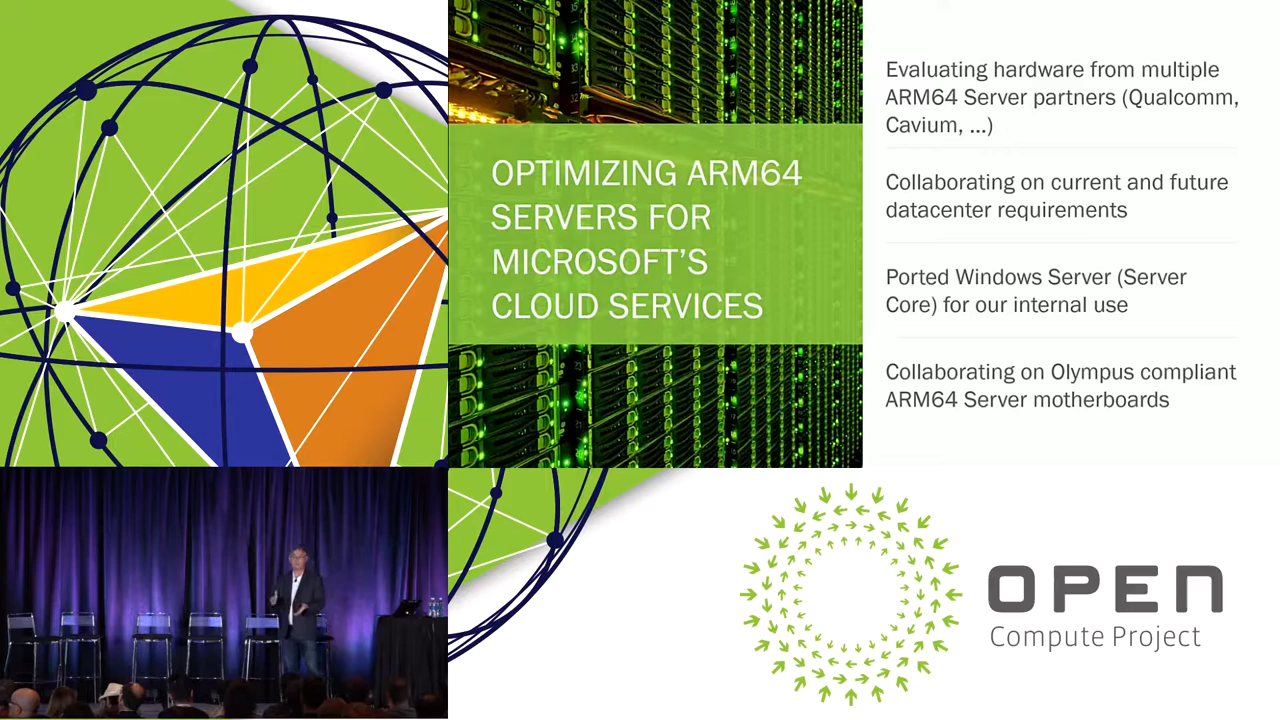 OPTIMIZING ARM64
SERVERS FOR
MICROSOFT'S
CLOUD SERVICES
Evaluating hardware from multiple
ARM64 Server partners (Qualcomm,
Cavium, ...)
Collaborating on current and future
datacenter requirements
Ported Windows Server (Server
Core) for our internal use
Collaborating on Olympus compliant
ARM64 Server motherboards
OPEN
Compute Project